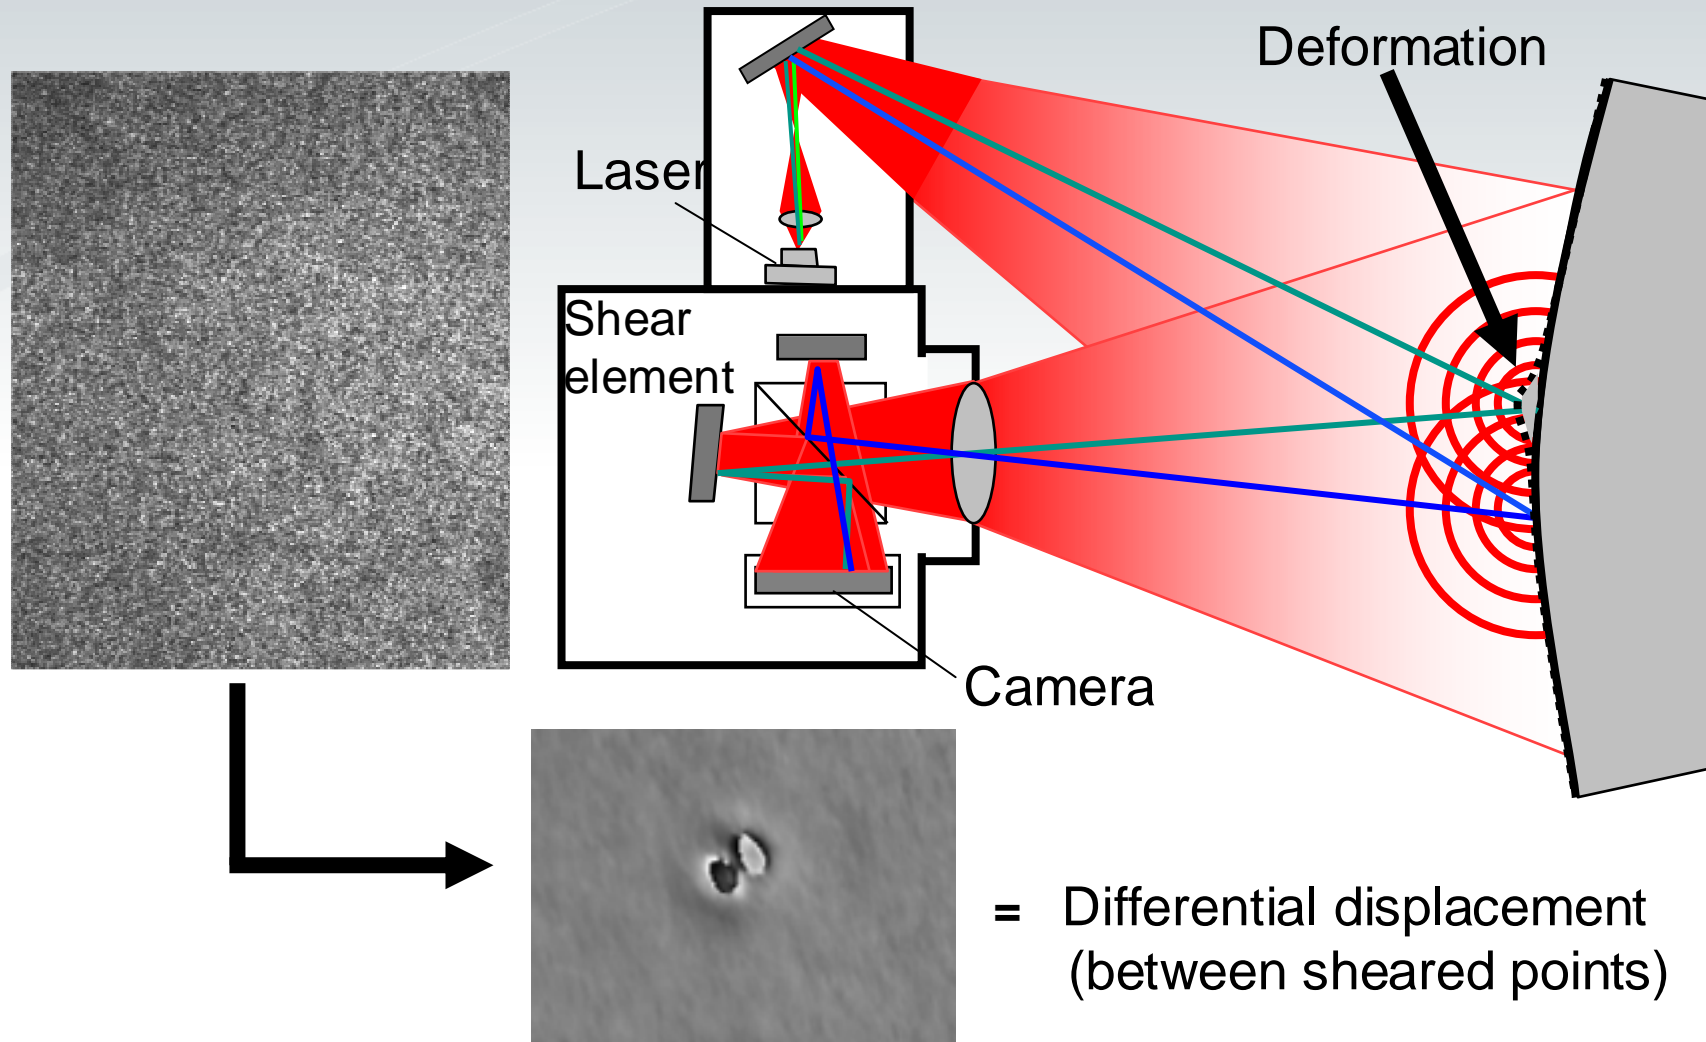 Deformation
Laser
Shear
element
Camera
= Differential displacement
(between sheared points)